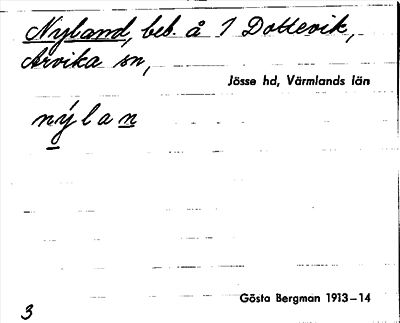 Nyland, beb. å 1 Dottevik,
Arvika sn,
Jösse hd, Värmlands län
nýlan
Gösta Bergman 1913–14
3